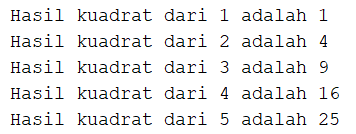 Hasil kuadrat dari 1 adalah 1
Hasil kuadrat dari 2 adalah 4
Hasil kuadrat dari 3 adalah 9
Hasil kuadrat dari 4 adalah 16
Hasil kuadrat dari 5 adalah 25